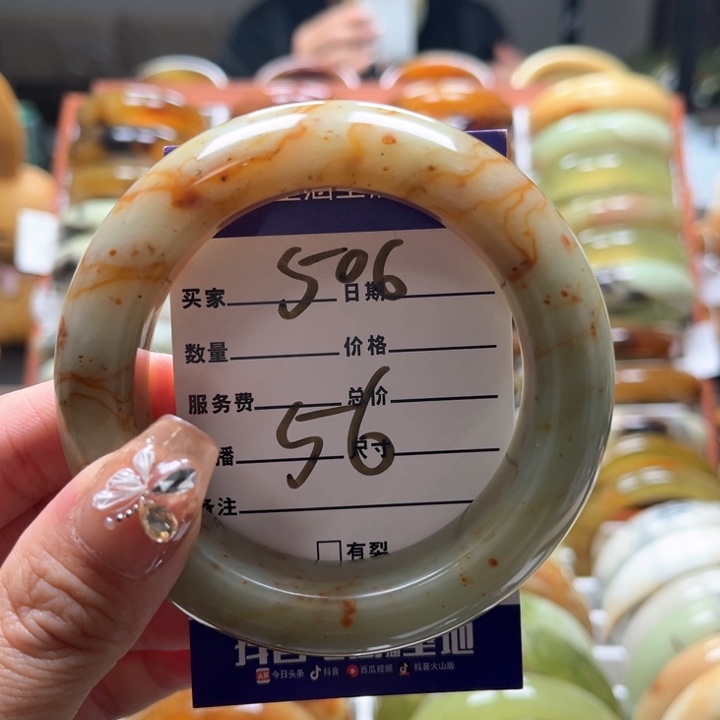 506
买家 日期
数量 价格
服务费 总价
56
播 尺寸
备注
□有裂
今日头条 抖音 西瓜视频 抖音火山版